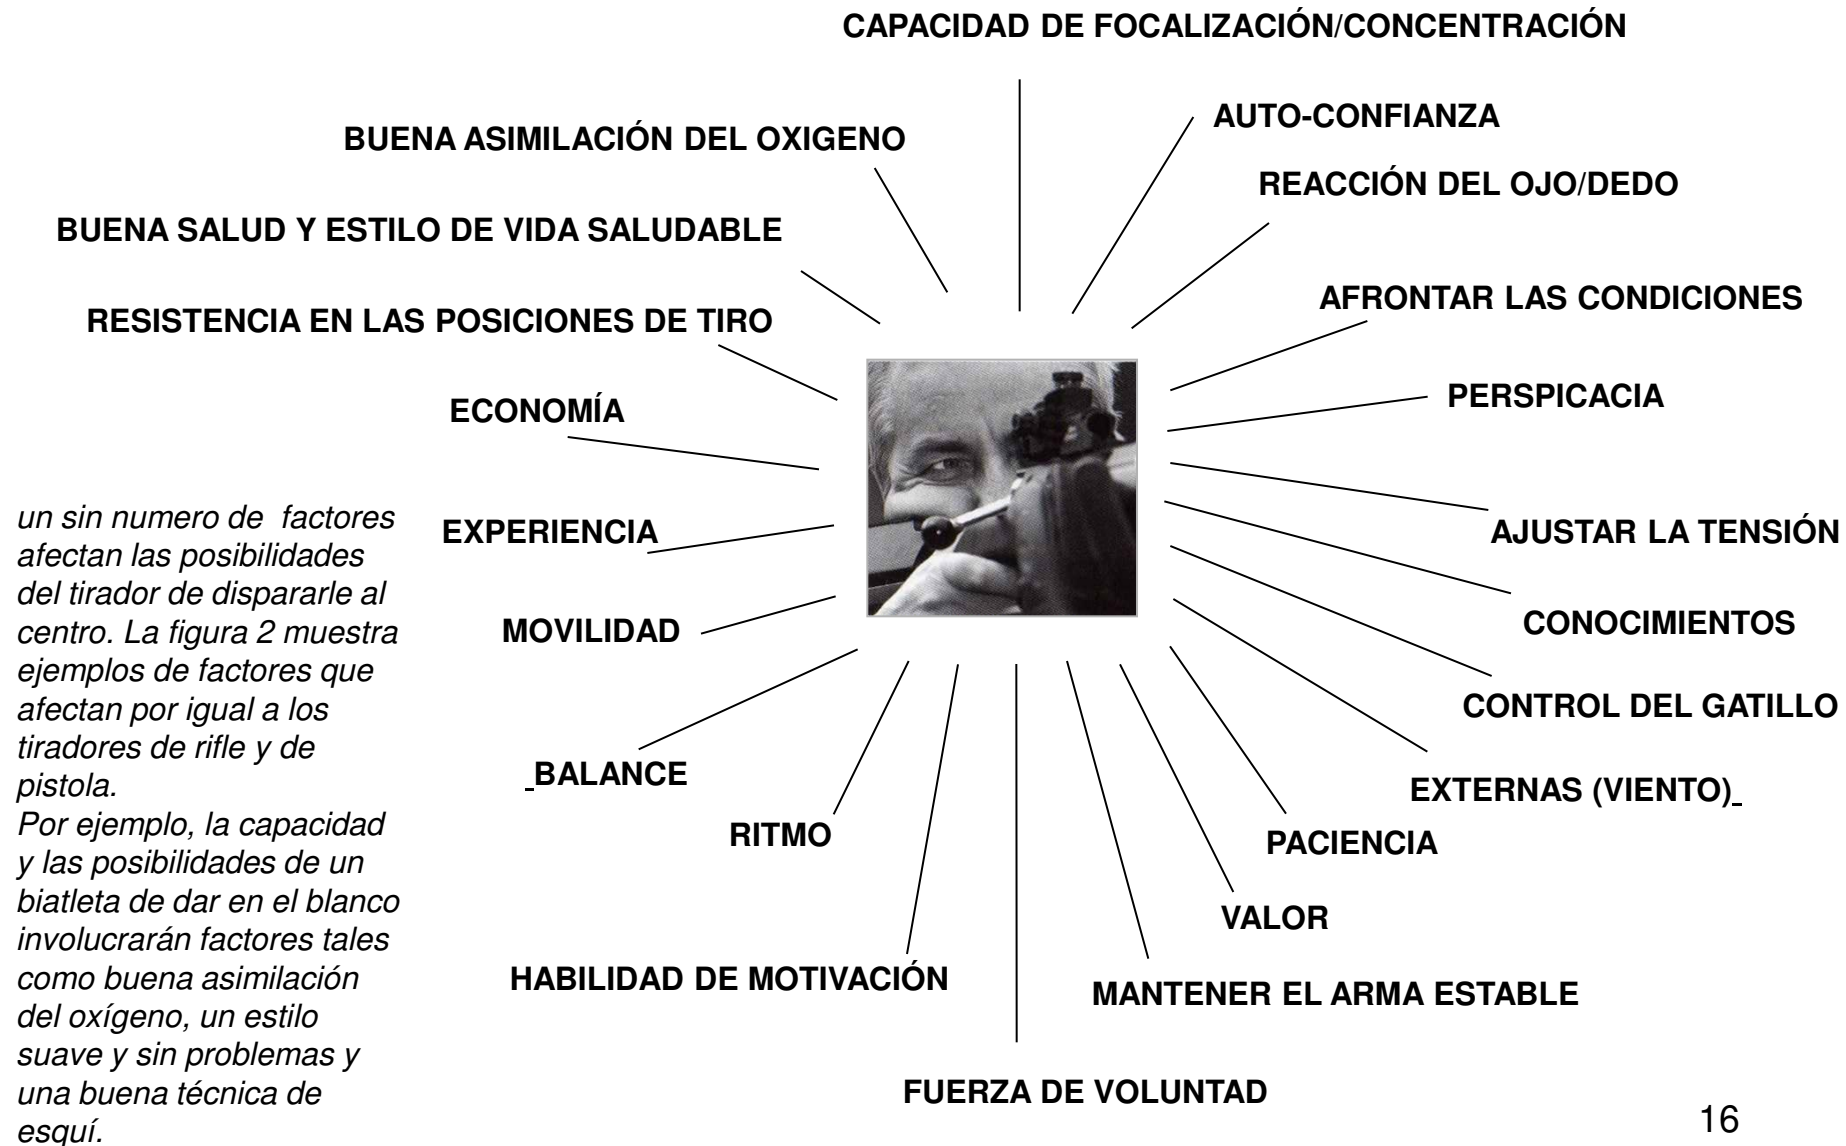 CAPACIDAD DE FOCALIZACIÓN/CONCENTRACIÓN
AUTO-CONFIANZA
BUENA ASIMILACIÓN DEL OXIGENO
REACCIÓN DEL OJO/DEDO
BUENA SALUD Y ESTILO DE VIDA SALUDABLE
AFRONTAR LAS CONDICIONES
RESISTENCIA EN LAS POSICIONES DE TIRO
PERSPICACIA
ECONOMÍA
AJUSTAR LA TENSIÓN
EXPERIENCIA
CONOCIMIENTOS
MOVILIDAD
CONTROL DEL GATILLO
BALANCE
EXTERNAS (VIENTO)
RITMO
PACIENCIA
VALOR
HABILIDAD DE MOTIVACIÓN
MANTENER EL ARMA ESTABLE
FUERZA DE VOLUNTAD
un sin numero de factores
afectan las posibilidades
del tirador de dispararle al
centro. La figura 2 muestra
ejemplos de factores que
afectan por igual a los
tiradores de rifle y de
pistola.
Por ejemplo, la capacidad
y las posibilidades de un
biatleta de dar en el blanco
involucrarán factores tales
como buena asimilación
del oxígeno, un estilo
suave y sin problemas y
una buena técnica de
esquí.
16